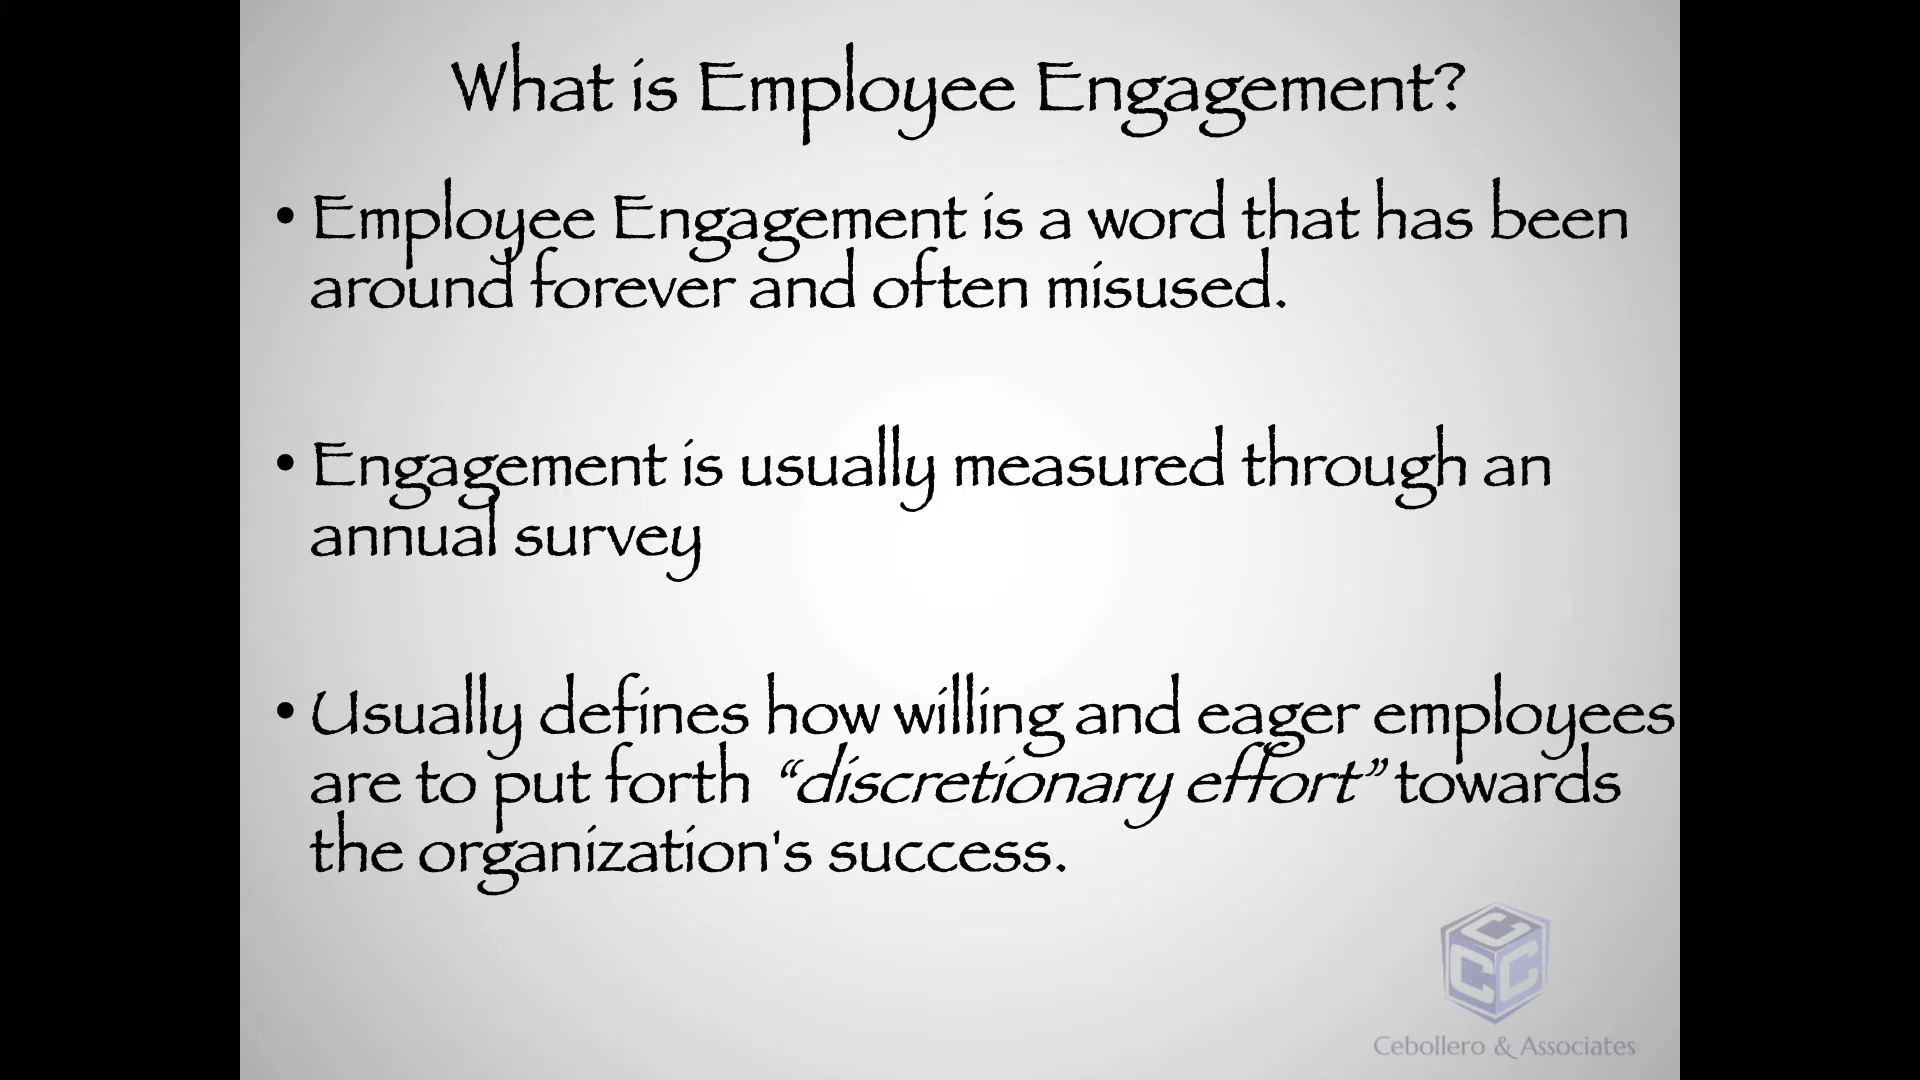 What is Employee Engagement?
• Employee Engagement is a word that has been
around forever and often misused.
• Engagement is usually measured through an
annual survey
• Usually defines how willing and eager employees
are to put forth “discretionary effort” towards
the organization's success.
C
C C
Cebollero & Associates